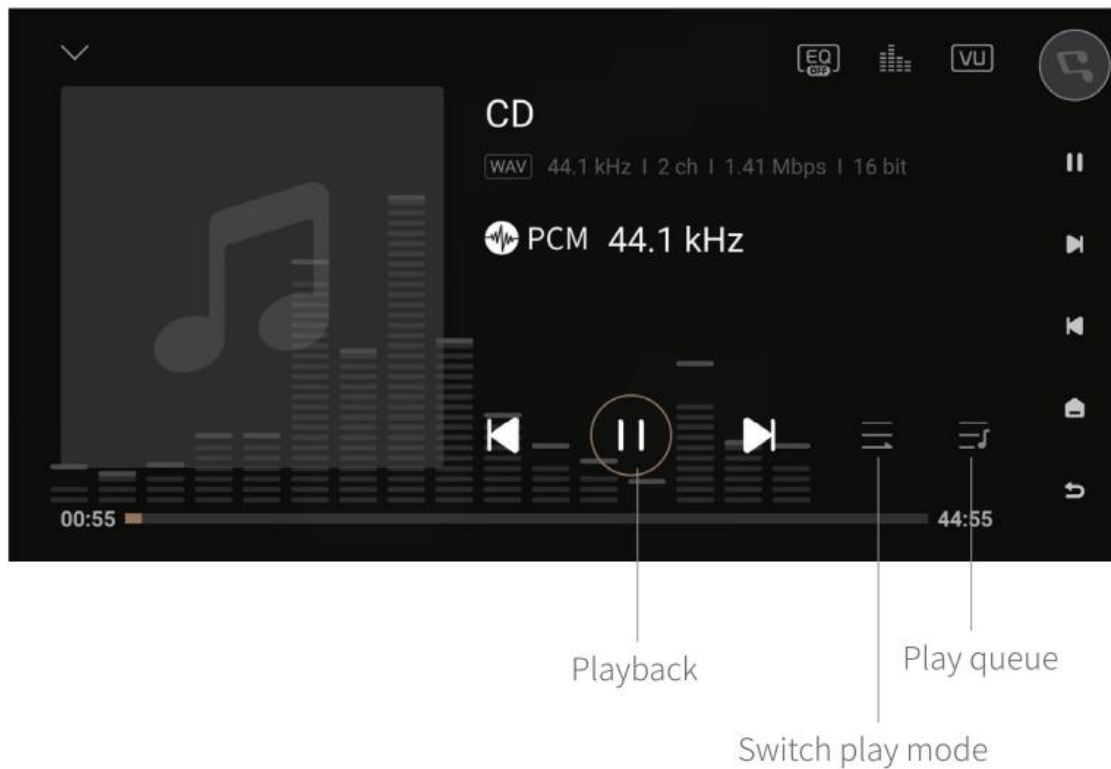 EQ
OFF
VU
CD
WAV 44.1 kHz I 2 ch I 1.41 Mbps I 16 bit
PCM 44.1 kHz
00:55
44:55
Playback
Play queue
Switch play mode